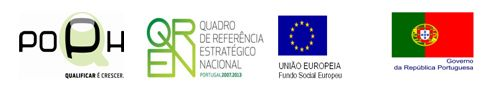 POPH
QUALIFICAR É CRESCER.
QREN
QUADRO
DE REFERÊNCIA
ESTRATÉGICO
NACIONAL
PORTUGAL 2007.2013
UNIÃO EUROPEIA
Fundo Social Europeu
Governo
da República Portuguesa